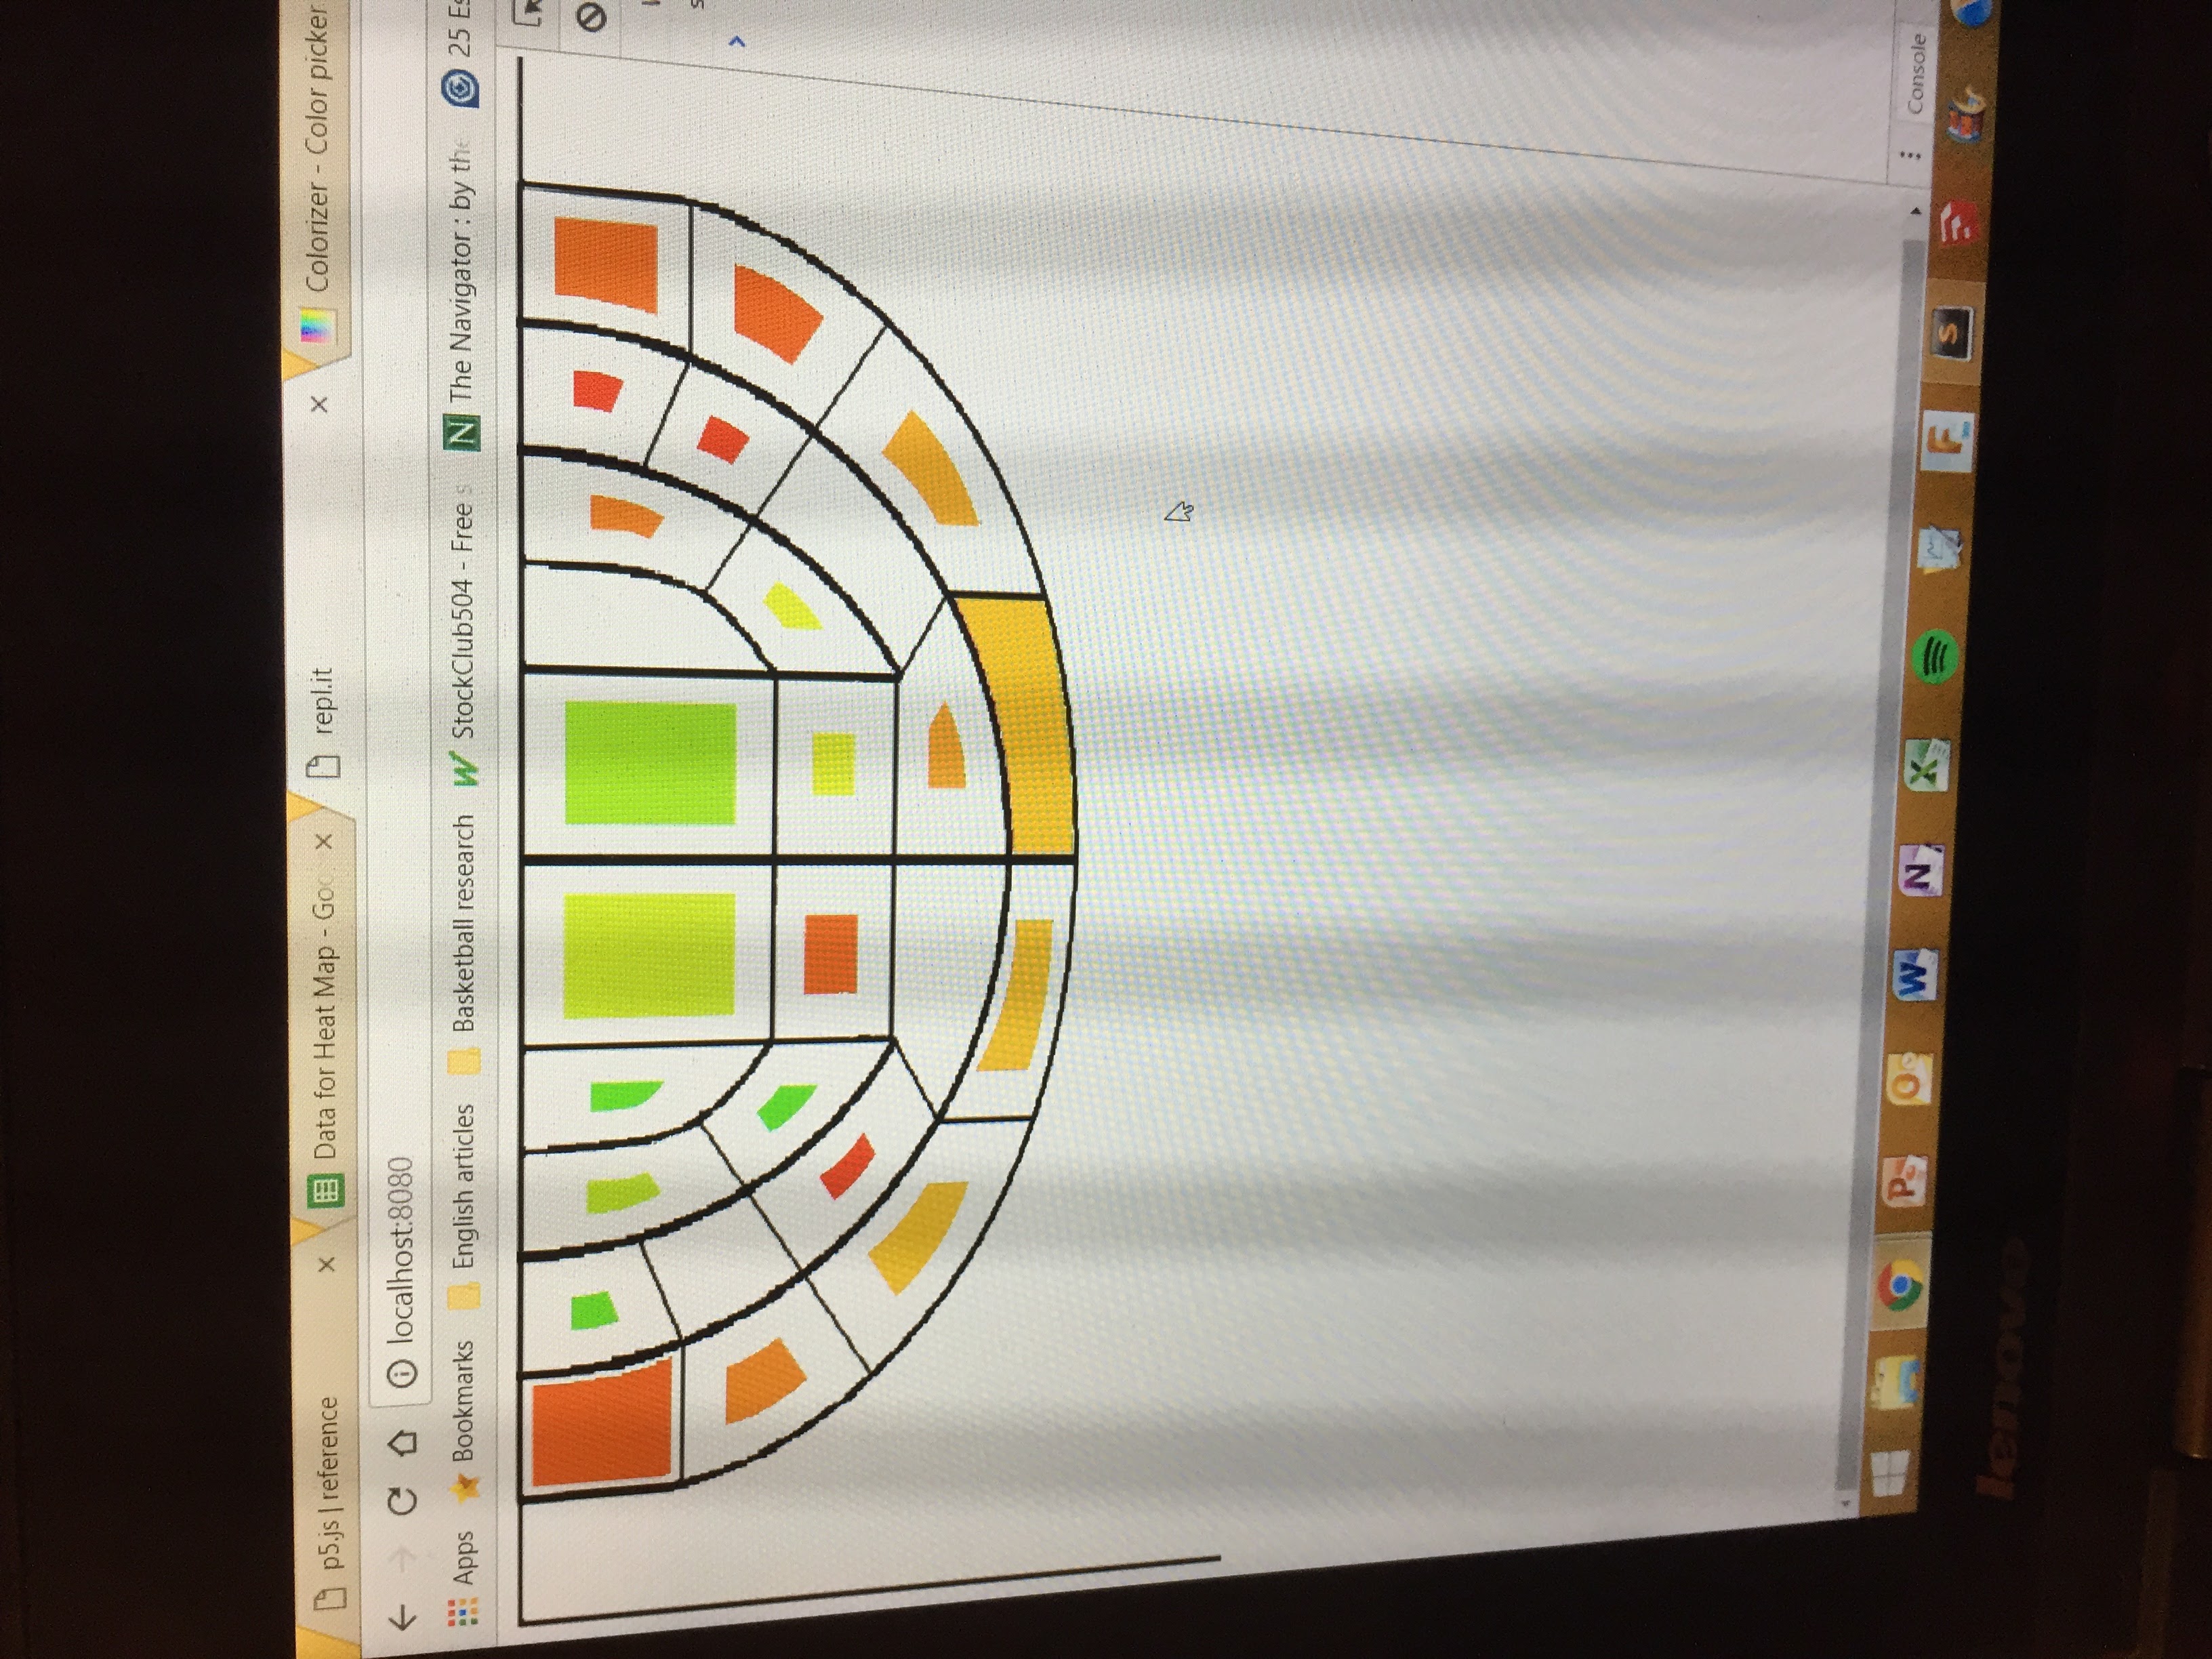 p5.js | reference
Data for Heat Map - Goo
repl.it
Colorizer - Color picker
localhost:8080
Apps
Bookmarks
English articles
Basketball research
StockClub504 - Free s
N
The Navigator : by the
25 Es
Console
P
O
W
N
X
F
S
lenovo